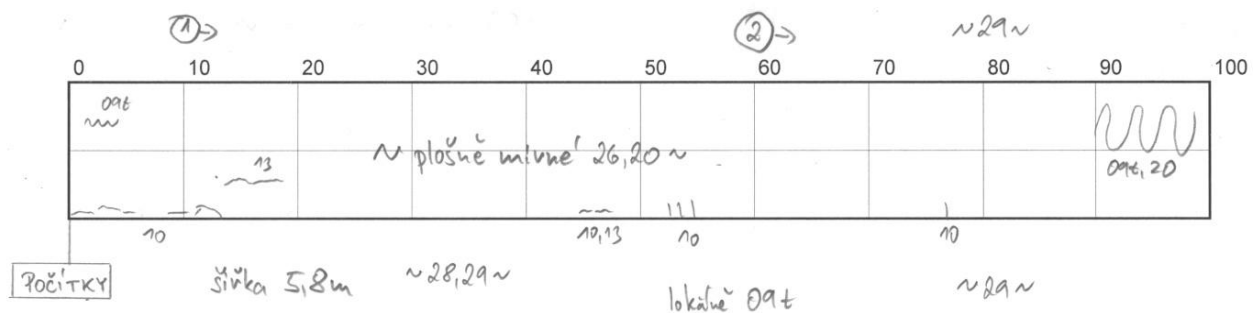 1 2 ~29~
0 10 20 30 40 50 60 70 80 90 100
09t
13
~ plošně mírné 26,20 ~
09t, 20
10 10,13 10 10
POČÍTKY
šířka 5,8m ~28,29~ lokálně 09t ~29~